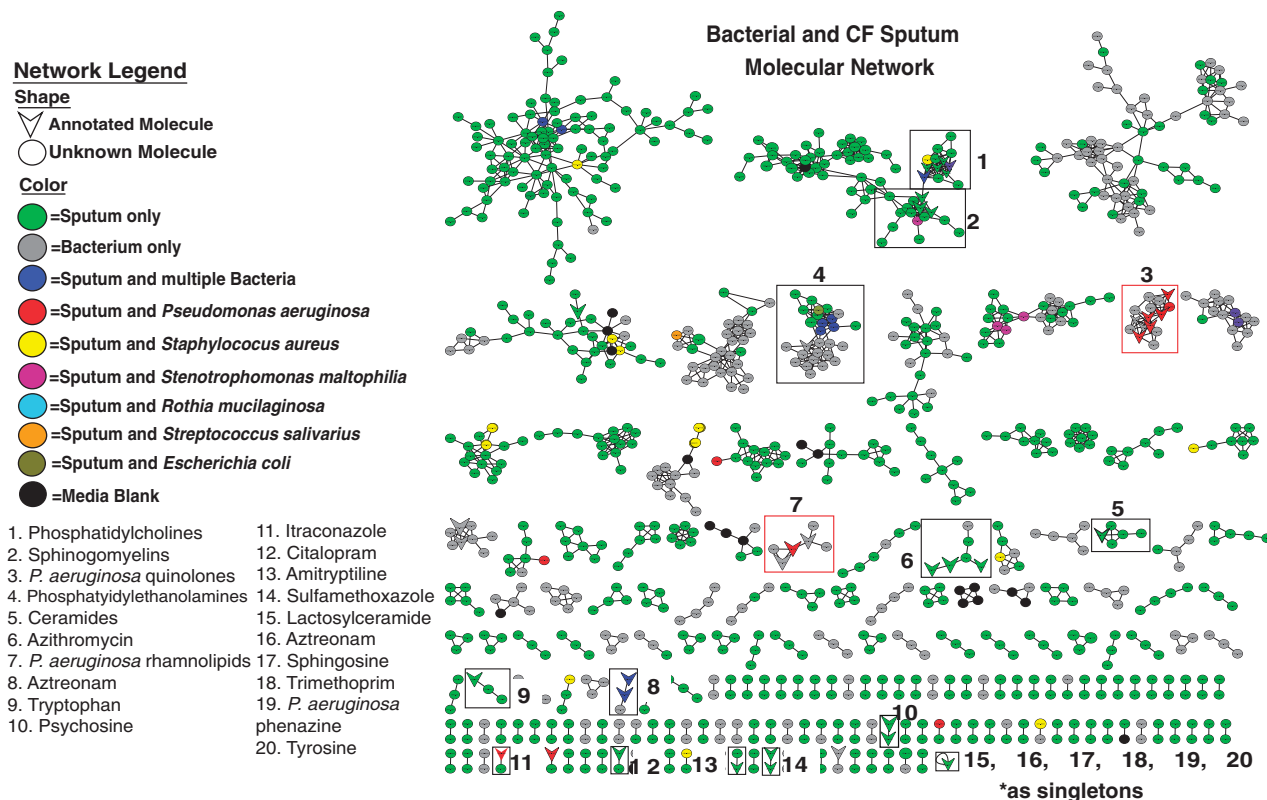 Bacterial and CF Sputum
Molecular Network
Network Legend
Shape
Annotated Molecule
Unknown Molecule
Color
=Sputum only
=Bacterium only
=Sputum and multiple Bacteria
=Sputum and Pseudomonas aeruginosa
=Sputum and Staphylococus aureus
=Sputum and Stenotrophomonas maltophilia
=Sputum and Rothia mucilaginosa
=Sputum and Streptococcus salivarius
=Sputum and Escherichia coli
=Media Blank
1. Phosphatidylcholines
2. Sphinogomyelins
3. P. aeruginosa quinolones
4. Phosphatyidylethanolamines
5. Ceramides
6. Azithromycin
7. P. aeruginosa rhamnolipids
8. Aztreonam
9. Tryptophan
10. Psychosine
11. Itraconazole
12. Citalopram
13. Amitryptiline
14. Sulfamethoxazole
15. Lactosylceramide
16. Aztreonam
17. Sphingosine
18. Trimethoprim
19. P. aeruginosa
phenazine
20. Tyrosine
1
2
4
3
7
6
5
9
8
10
11
1 2
13
14
15, 16, 17, 18, 19, 20
*as singletons